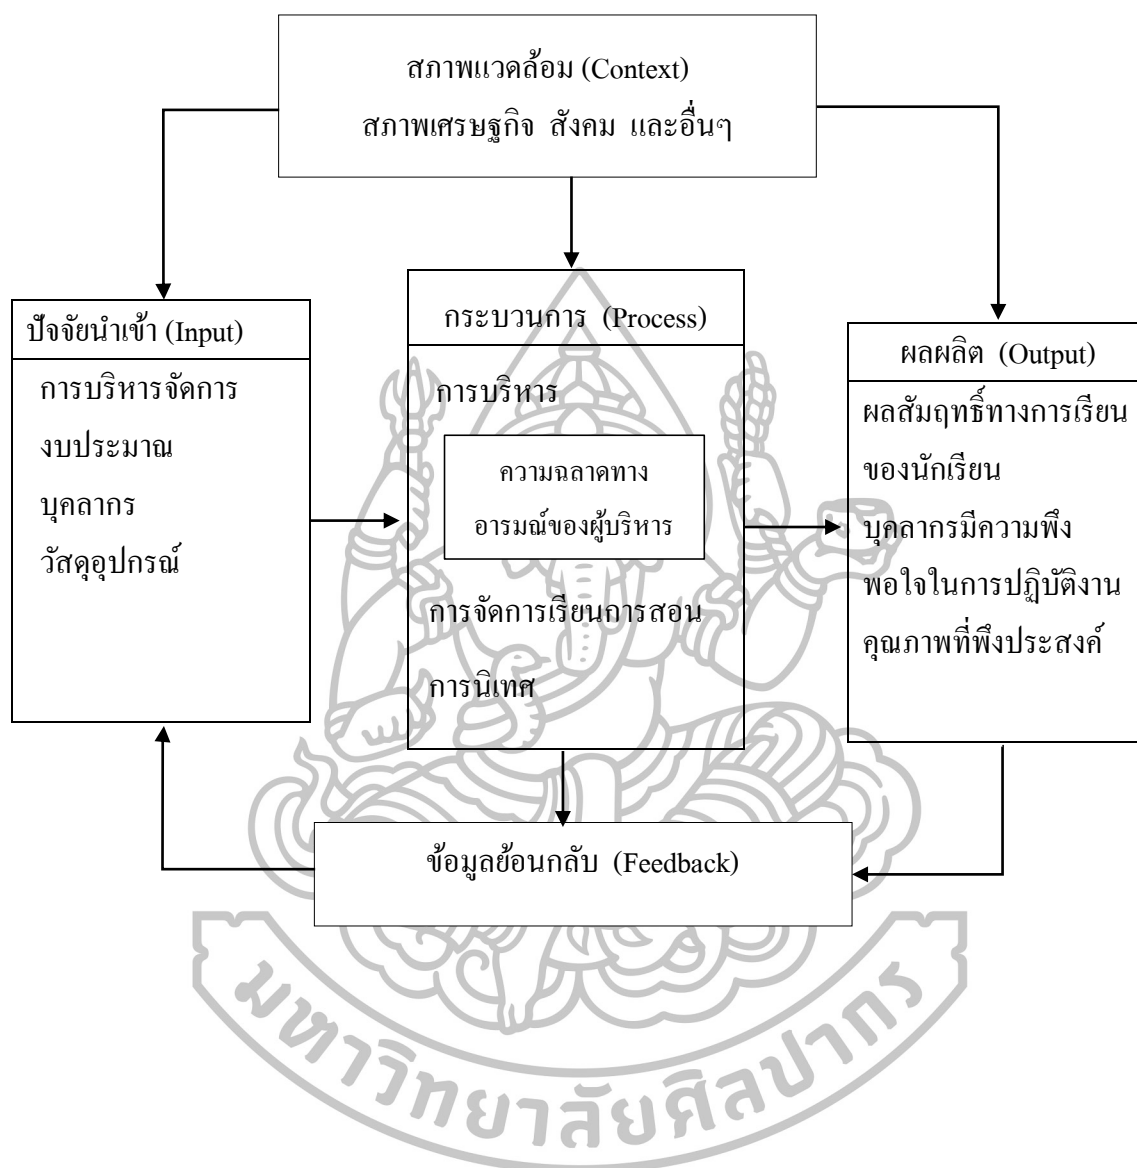 สภาพแวดล้อม (Context)
สภาพเศรษฐกิจ สังคม และอื่นๆ
ปัจจัยนำเข้า (Input)
การบริหารจัดการ
งบประมาณ
บุคลากร
วัสดุอุปกรณ์
กระบวนการ (Process)
การบริหาร
ความฉลาดทาง
อารมณ์ของผู้บริหาร
การจัดการเรียนการสอน
การนิเทศ
ผลผลิต (Output)
ผลสัมฤทธิ์ทางการเรียน
ของนักเรียน
บุคลากรมีความพึง
พอใจในการปฏิบัติงาน
คุณภาพที่พึงประสงค์
ข้อมูลย้อนกลับ (Feedback)
มหาวิทยาลัยศิลปากร